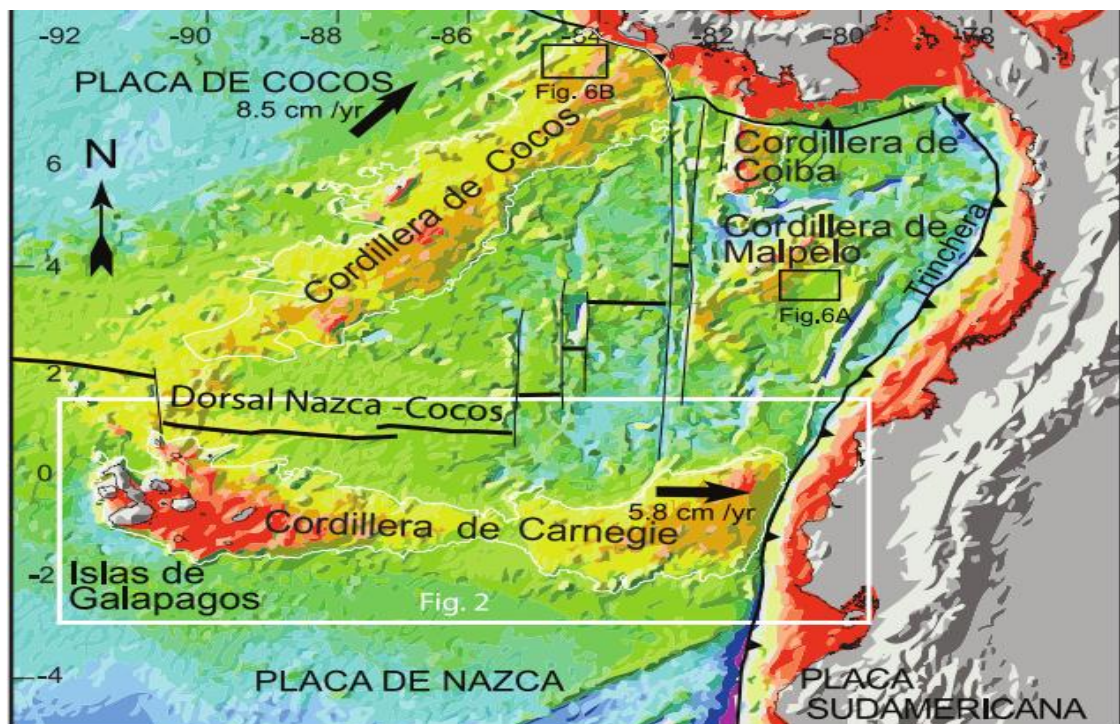 -92 -90 -88 -86 -84 -82 -80 -78
PLACA DE COCOS
8.5 cm /yr
Fig. 6B
N
6
Cordillera de Cocos
Cordillera de
Coiba
Cordillera de
Malpelo
Trinchera
4
Fig.6A
2
Dorsal Nazca -Cocos
0
5.8 cm /yr
Cordillera de Carnegie
-2
Islas de
Galapagos
Fig. 2
-4
PLACA DE NAZCA
PLACA
SUDAMERICANA